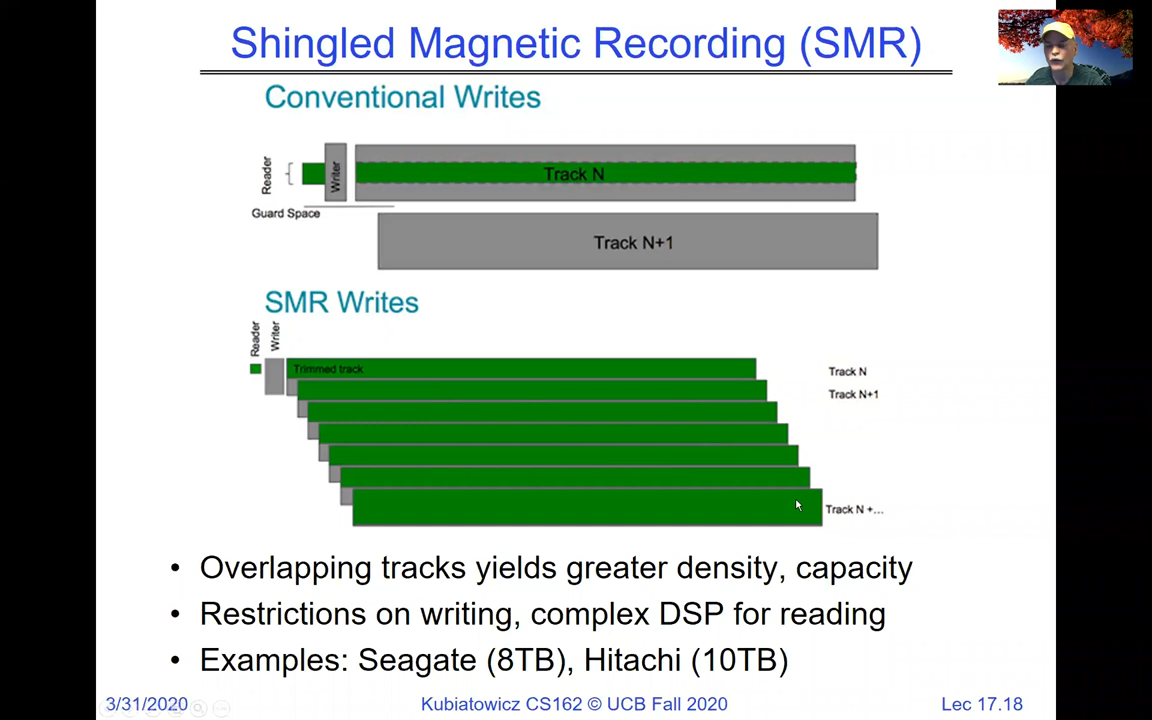 Shingled Magnetic Recording (SMR)
Conventional Writes
Reader
Writer
Track N
Guard Space
Track N+1
SMR Writes
Reader
Writer
Trimmed track
Track N
Track N+1
Track N +...
• Overlapping tracks yields greater density, capacity
• Restrictions on writing, complex DSP for reading
• Examples: Seagate (8TB), Hitachi (10TB)
3/31/2020
Kubiatowicz CS162 © UCB Fall 2020
Lec 17.18